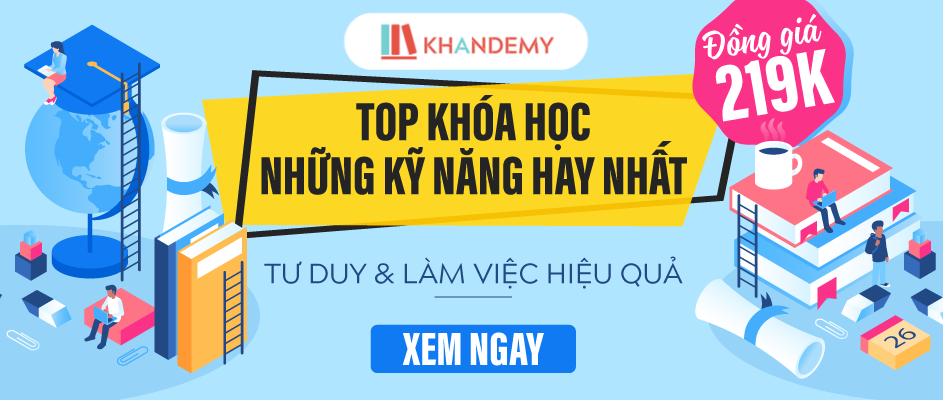 KHANDEMY
Đồng giá
219K
TOP KHÓA HỌC
NHỮNG KỸ NĂNG HAY NHẤT
TƯ DUY & LÀM VIỆC HIỆU QUẢ
XEM NGAY
26